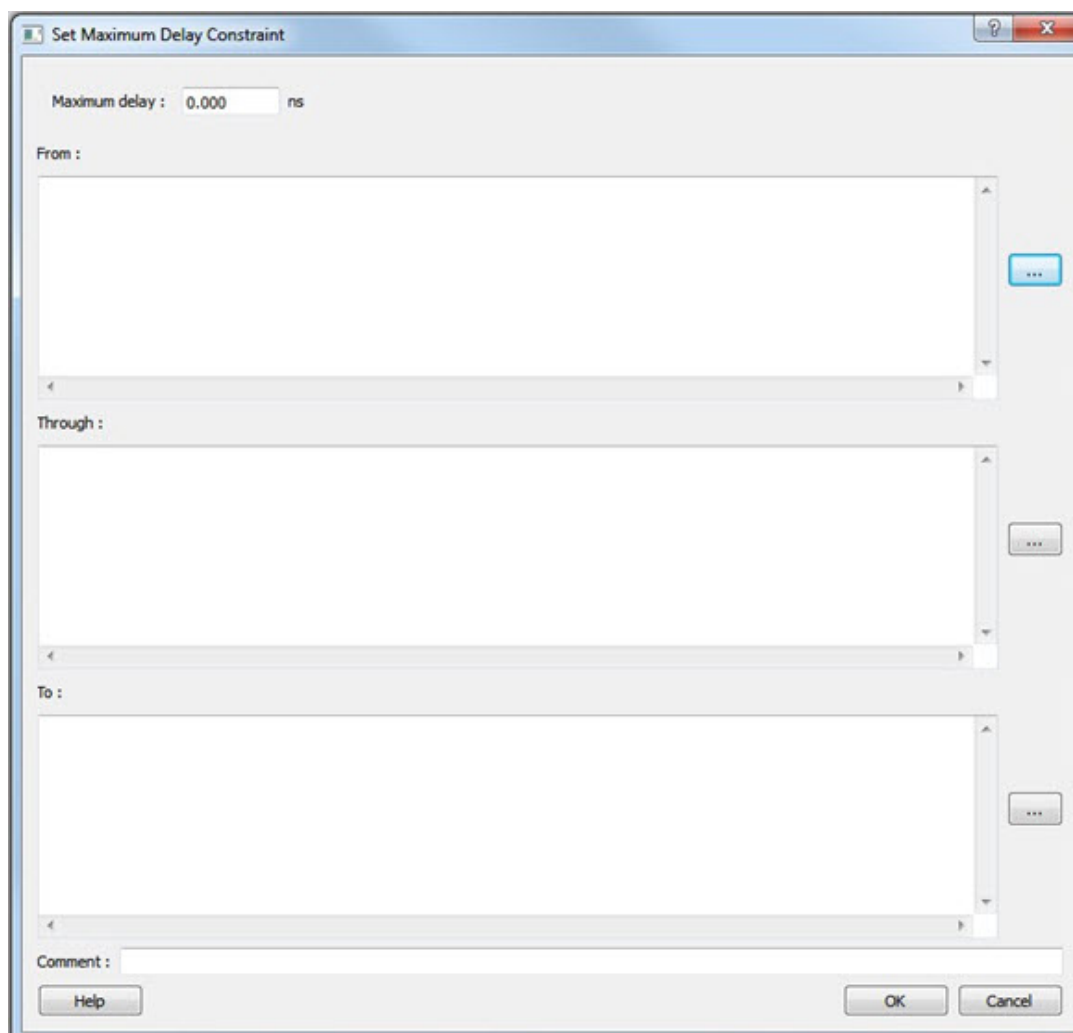 Set Maximum Delay Constraint
Maximum delay : 0.000 ns
From :
...
Through :
...
To :
...
Comment :
Help OK Cancel